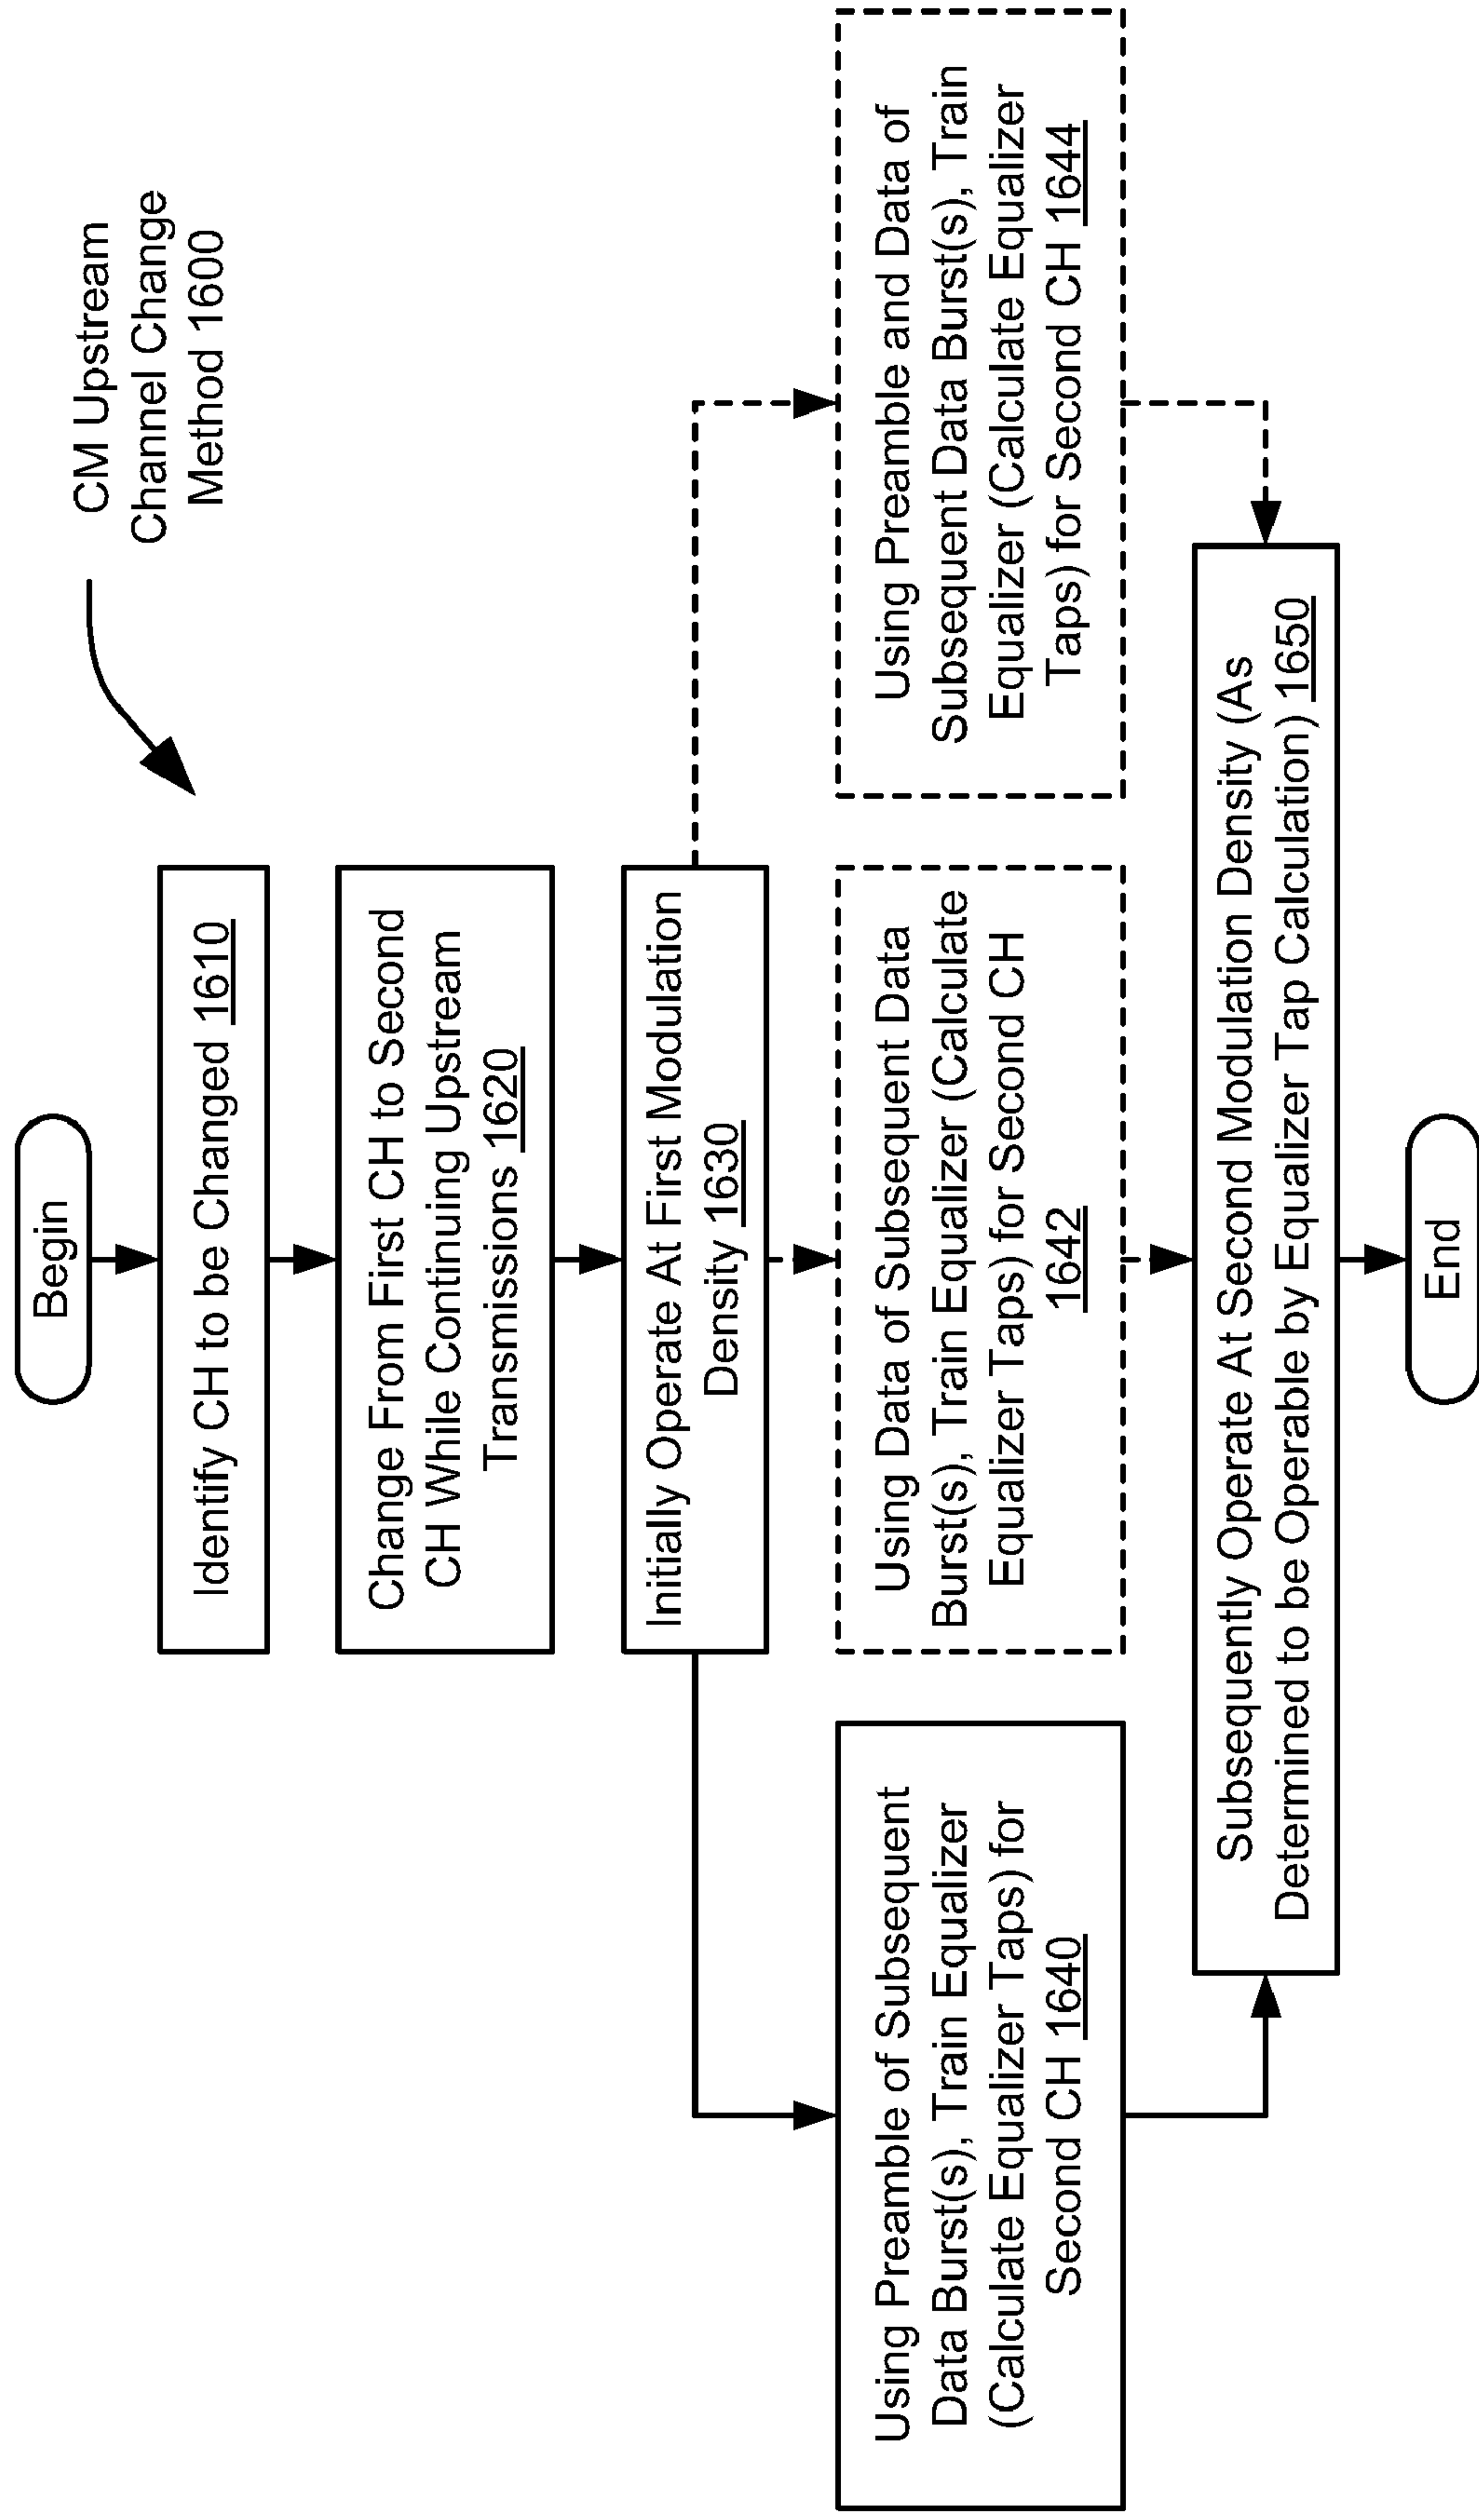 CM Upstream
Channel Change
Method 1600
Begin
Identify CH to be Changed 1610
Change From First CH to Second
CH While Continuing Upstream
Transmissions 1620
Initially Operate At First Modulation
Density 1630
Using Preamble of Subsequent
Data Burst(s), Train Equalizer
(Calculate Equalizer Taps) for
Second CH 1640
Using Data of Subsequent Data
Burst(s), Train Equalizer (Calculate
Equalizer Taps) for Second CH
1642
Using Preamble and Data of
Subsequent Data Burst(s), Train
Equalizer (Calculate Equalizer
Taps) for Second CH 1644
Subsequently Operate At Second Modulation Density (As
Determined to be Operable by Equalizer Tap Calculation) 1650
End